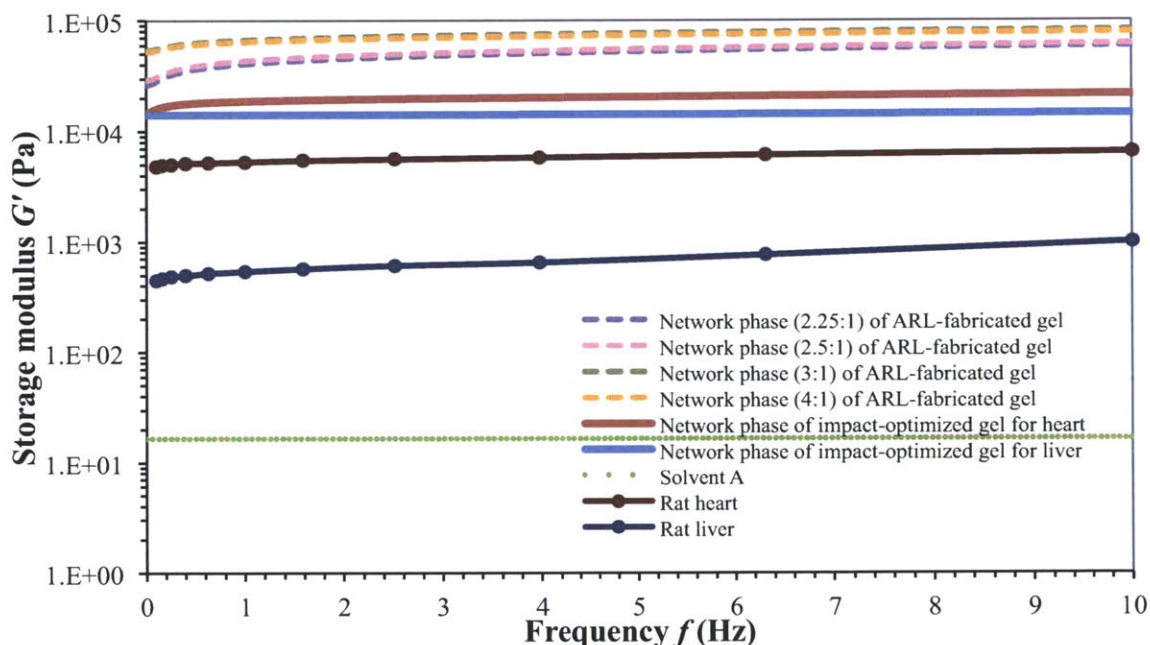 Storage modulus G′ (Pa)
1.E+05
1.E+04
1.E+03
1.E+02
1.E+01
1.E+00
Network phase (2.25:1) of ARL-fabricated gel
Network phase (2.5:1) of ARL-fabricated gel
Network phase (3:1) of ARL-fabricated gel
Network phase (4:1) of ARL-fabricated gel
Network phase of impact-optimized gel for heart
Network phase of impact-optimized gel for liver
Solvent A
Rat heart
Rat liver
0 1 2 3 4 5 6 7 8 9 10
Frequency f (Hz)